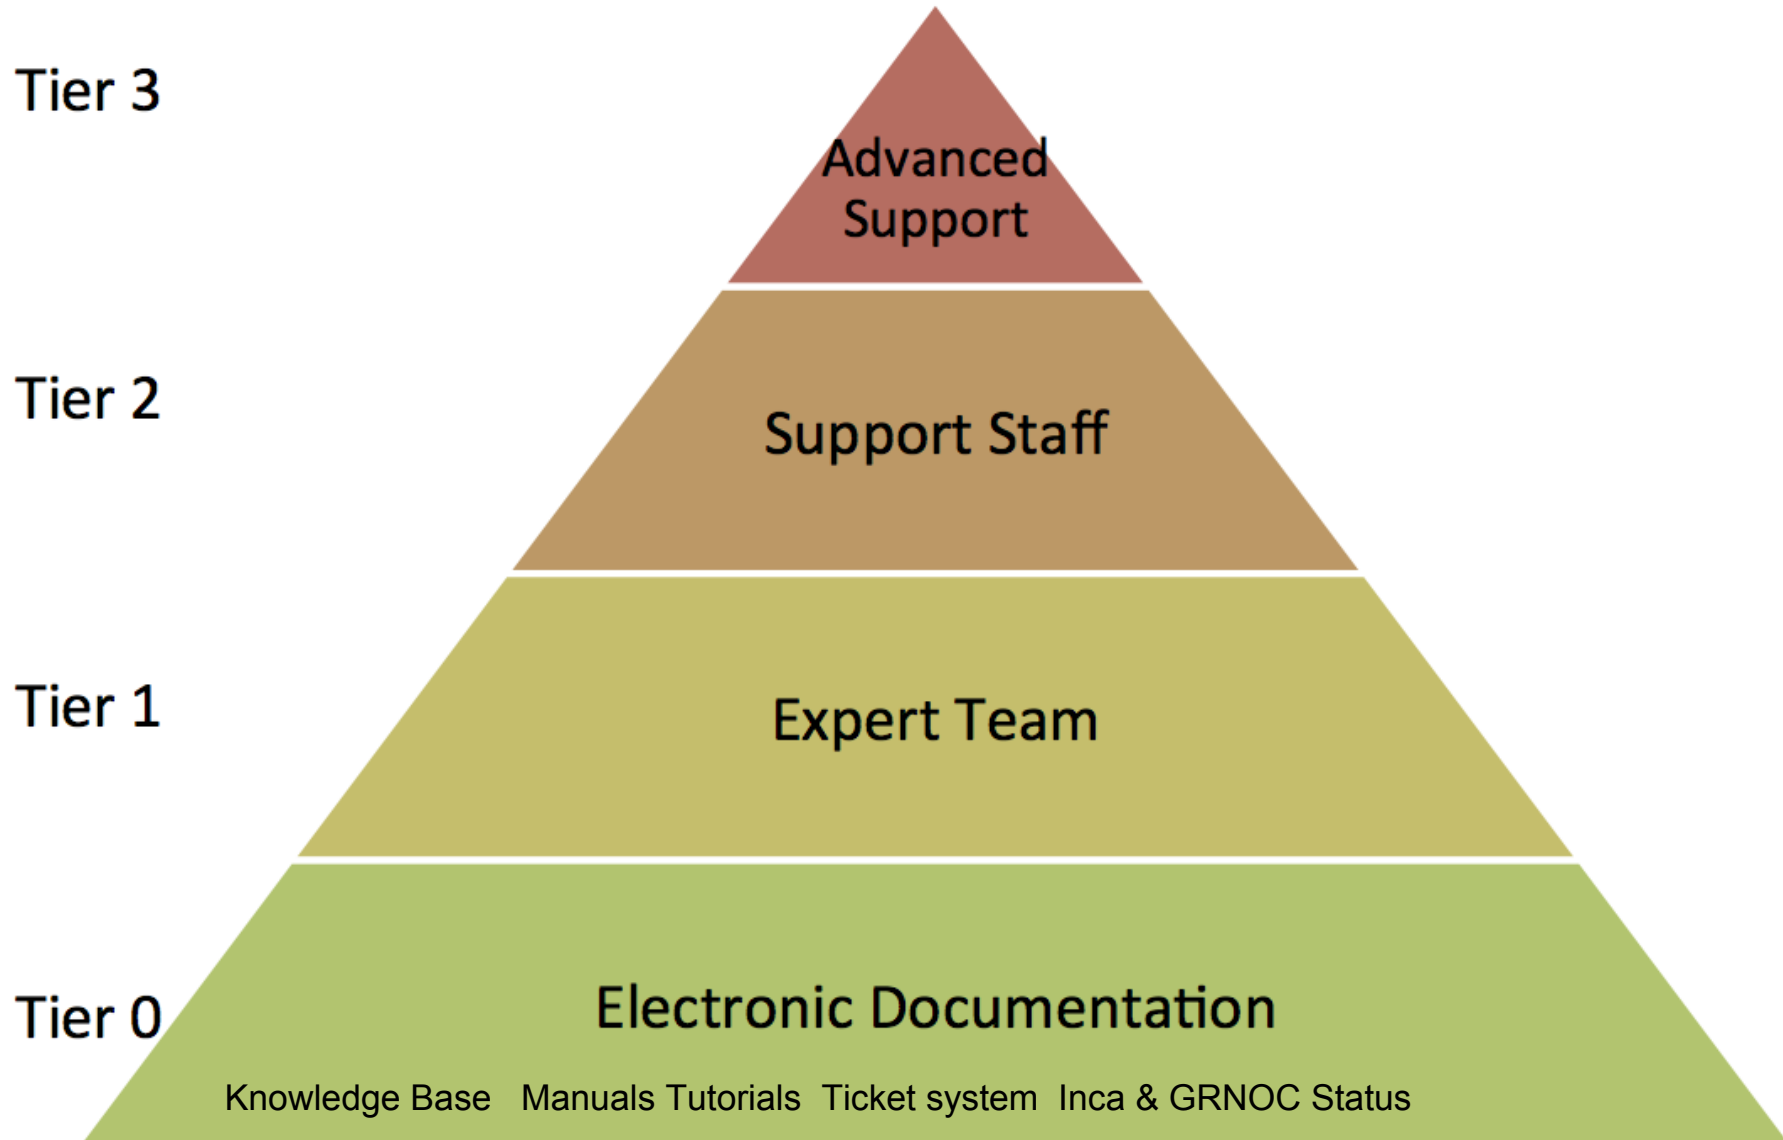 Tier 3
Advanced
Support
Tier 2
Support Staff
Tier 1
Expert Team
Tier 0
Electronic Documentation
Knowledge Base Manuals Tutorials Ticket system Inca & GRNOC Status